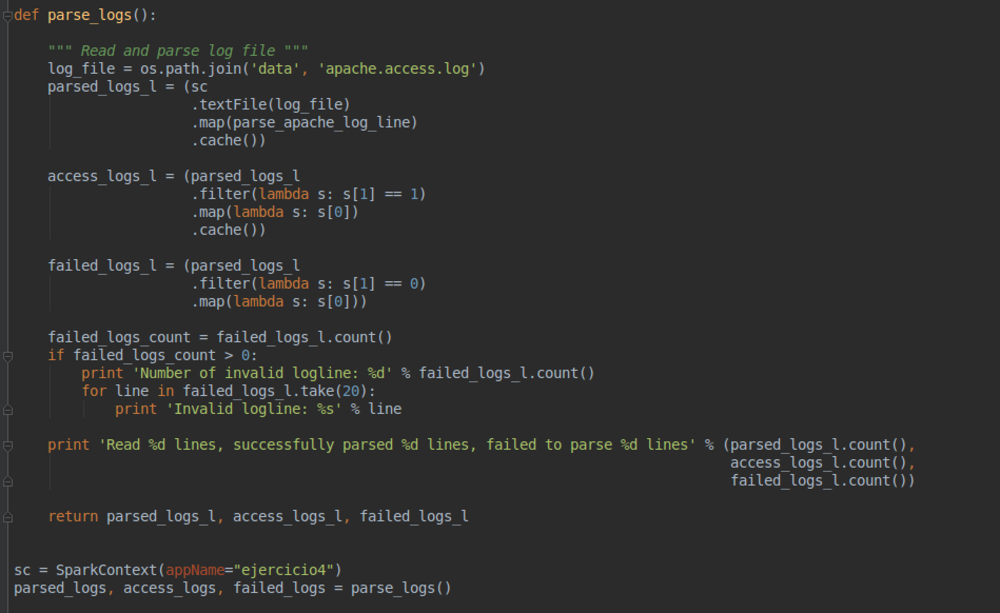 def parse_logs():
""" Read and parse log file """
log_file = os.path.join('data', 'apache.access.log')
parsed_logs_l = (sc
.textFile(log_file)
.map(parse_apache_log_line)
.cache())
access_logs_l = (parsed_logs_l
.filter(lambda s: s[1] == 1)
.map(lambda s: s[0])
.cache())
failed_logs_l = (parsed_logs_l
.filter(lambda s: s[1] == 0)
.map(lambda s: s[0]))
failed_logs_count = failed_logs_l.count()
if failed_logs_count > 0:
print 'Number of invalid logline: %d' % failed_logs_l.count()
for line in failed_logs_l.take(20):
print 'Invalid logline: %s' % line
print 'Read %d lines, successfully parsed %d lines, failed to parse %d lines' % (parsed_logs_l.count(),
access_logs_l.count(),
failed_logs_l.count())
return parsed_logs_l, access_logs_l, failed_logs_l
sc = SparkContext(appName="ejercicio4")
parsed_logs, access_logs, failed_logs = parse_logs()